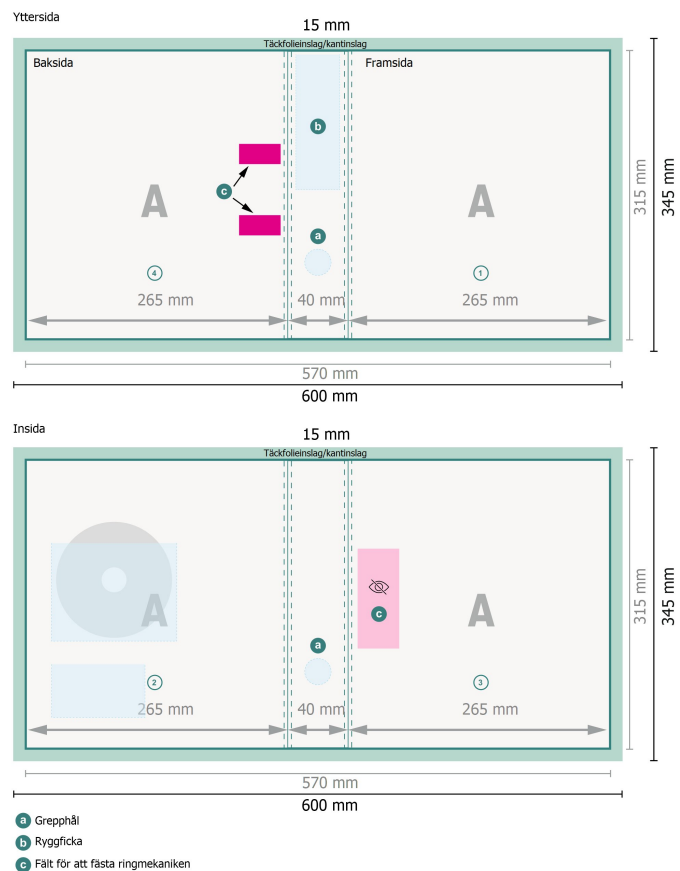 Yttersida
15 mm
Täckfolieinslag/kantinslag
Baksida
Framsida
b
c
A
A
a
4
1
265 mm
40 mm
265 mm
315 mm
345 mm
570 mm
600 mm
Insida
15 mm
Täckfolieinslag/kantinslag
A
c
A
a
2
3
265 mm
40 mm
265 mm
315 mm
345 mm
570 mm
600 mm
a Grepphål
b Ryggficka
c Fält för att fästa ringmekaniken